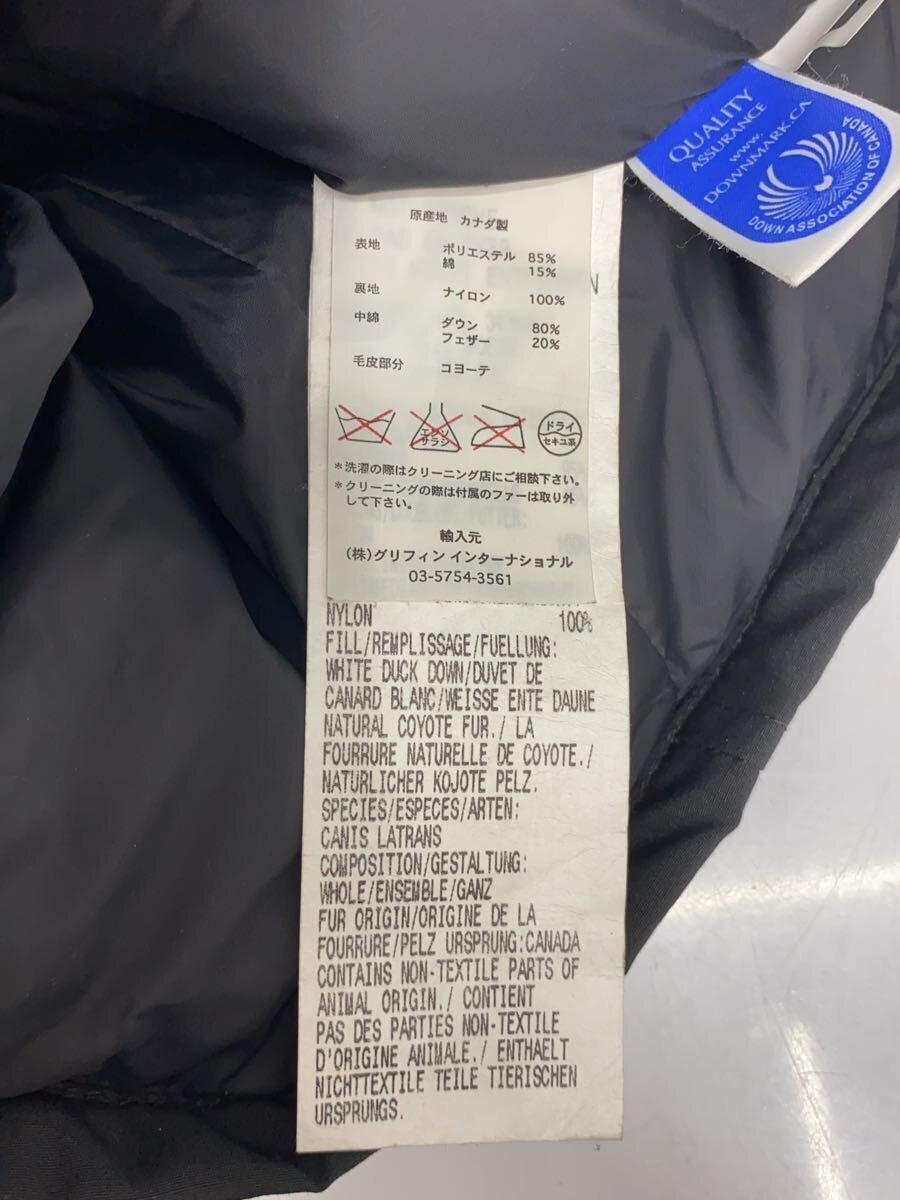 QUALITY
ASSURANCE
www.
DOWNMARK.CA
DOWN ASSOCIATION OF CANADA
原産地 カナダ製
表地 ポリエステル 85%
綿 15%
裏地 ナイロン 100%
中綿 ダウン 80%
フェザー 20%
毛皮部分 コヨーテ
エンソ
サラシ
ドライ
セキユ系
*洗濯の際はクリーニング店にご相談下さい。
*クリーニングの際は付属のファーは取り外
して下さい。
輸入元
(株)グリフィン インターナショナル
03-5754-3561
NYLON 100%
FILL/REMPLISSAGE/FUELLUNG:
WHITE DUCK DOWN/DUVET DE
CANARD BLANC/WEISSE ENTE DAUNE
NATURAL COYOTE FUR./ LA
FOURRURE NATURELLE DE COYOTE./
NATURLICHER KOJOTE PELZ.
SPECIES/ESPECES/ARTEN:
CANIS LATRANS
COMPOSITION/GESTALTUNG:
WHOLE/ENSEMBLE/GANZ
FUR ORIGIN/ORIGINE DE LA
FOURRURE/PELZ URSPRUNG:CANADA
CONTAINS NON-TEXTILE PARTS OF
ANIMAL ORIGIN./ CONTIENT
PAS DES PARTIES NON-TEXTILE
D'ORIGINE ANIMALE./ ENTHAELT
NICHTTEXTILE TEILE TIERISCHEN
URSPRUNGS.